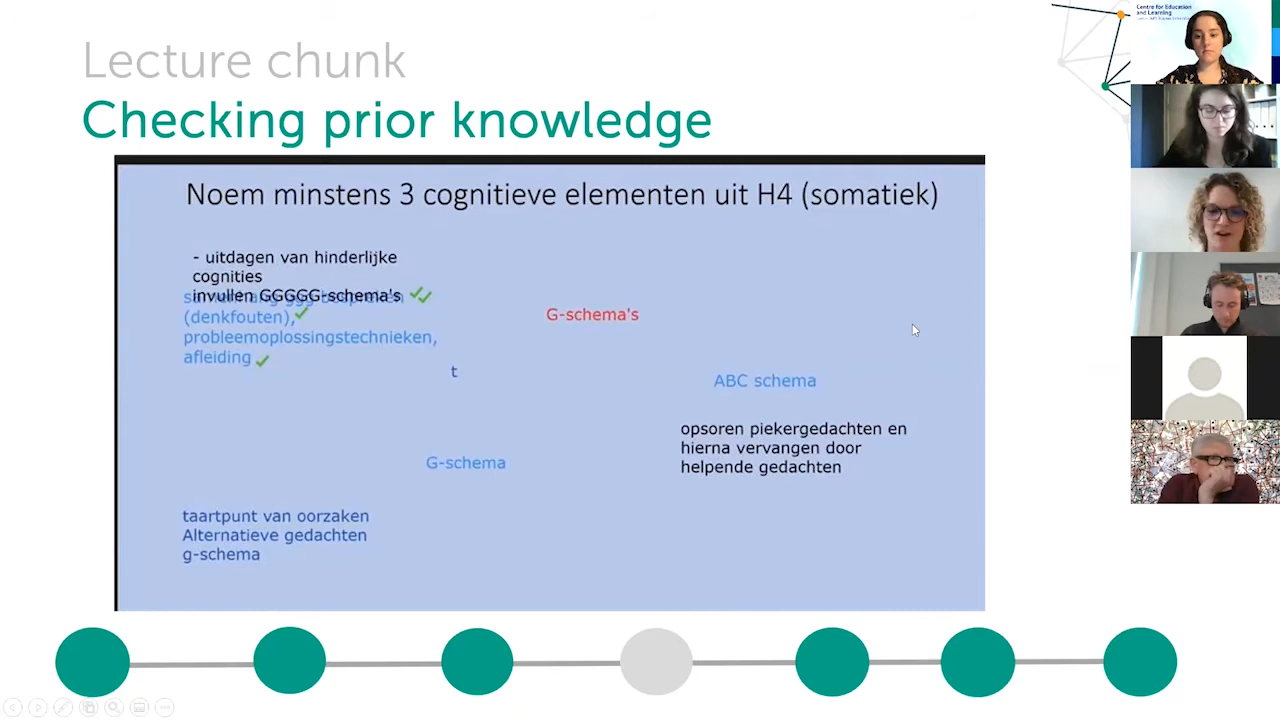 Centre for Education
and Learning
Lecture chunk
Checking prior knowledge
Noem minstens 3 cognitieve elementen uit H4 (somatiek)
- uitdagen van hinderlijke
cognities
invullen GGGGG-schema's
(denkfouten),
probleemoplossingstechnieken,
afleiding
t
G-schema's
ABC schema
opsoren piekergedachten en
hierna vervangen door
helpende gedachten
G-schema
taartpunt van oorzaken
Alternatieve gedachten
g-schema